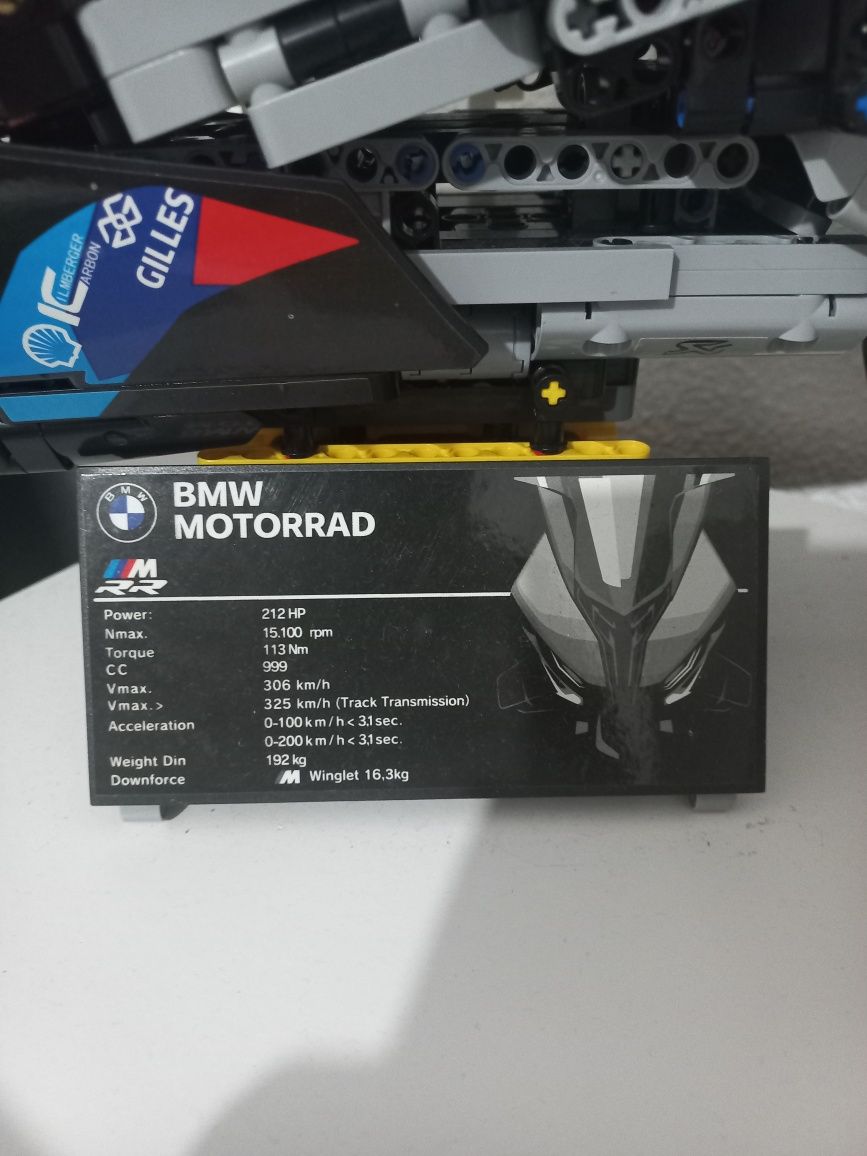 ILMBERGER
CARBON
GILLES
BMW
BMW
MOTORRAD
M
RR
Power: 212 HP
Nmax. 15.100 rpm
Torque 113 Nm
CC 999
Vmax. 306 km/h
Vmax.> 325 km/h (Track Transmission)
Acceleration 0-100 km/h < 3,1 sec.
0-200 km/h < 3,1 sec.
Weight Din 192 kg
Downforce M Winglet 16,3kg